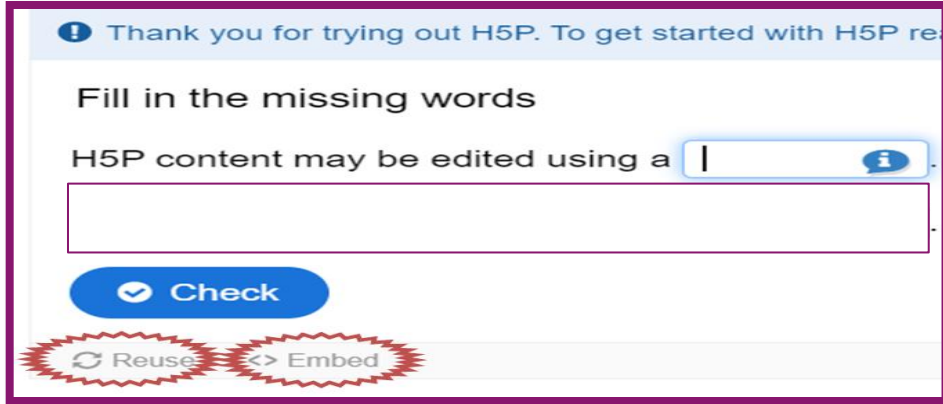 Thank you for trying out H5P. To get started with H5P
Fill in the missing words
H5P content may be edited using a .
.
Check
Reuse <> Embed